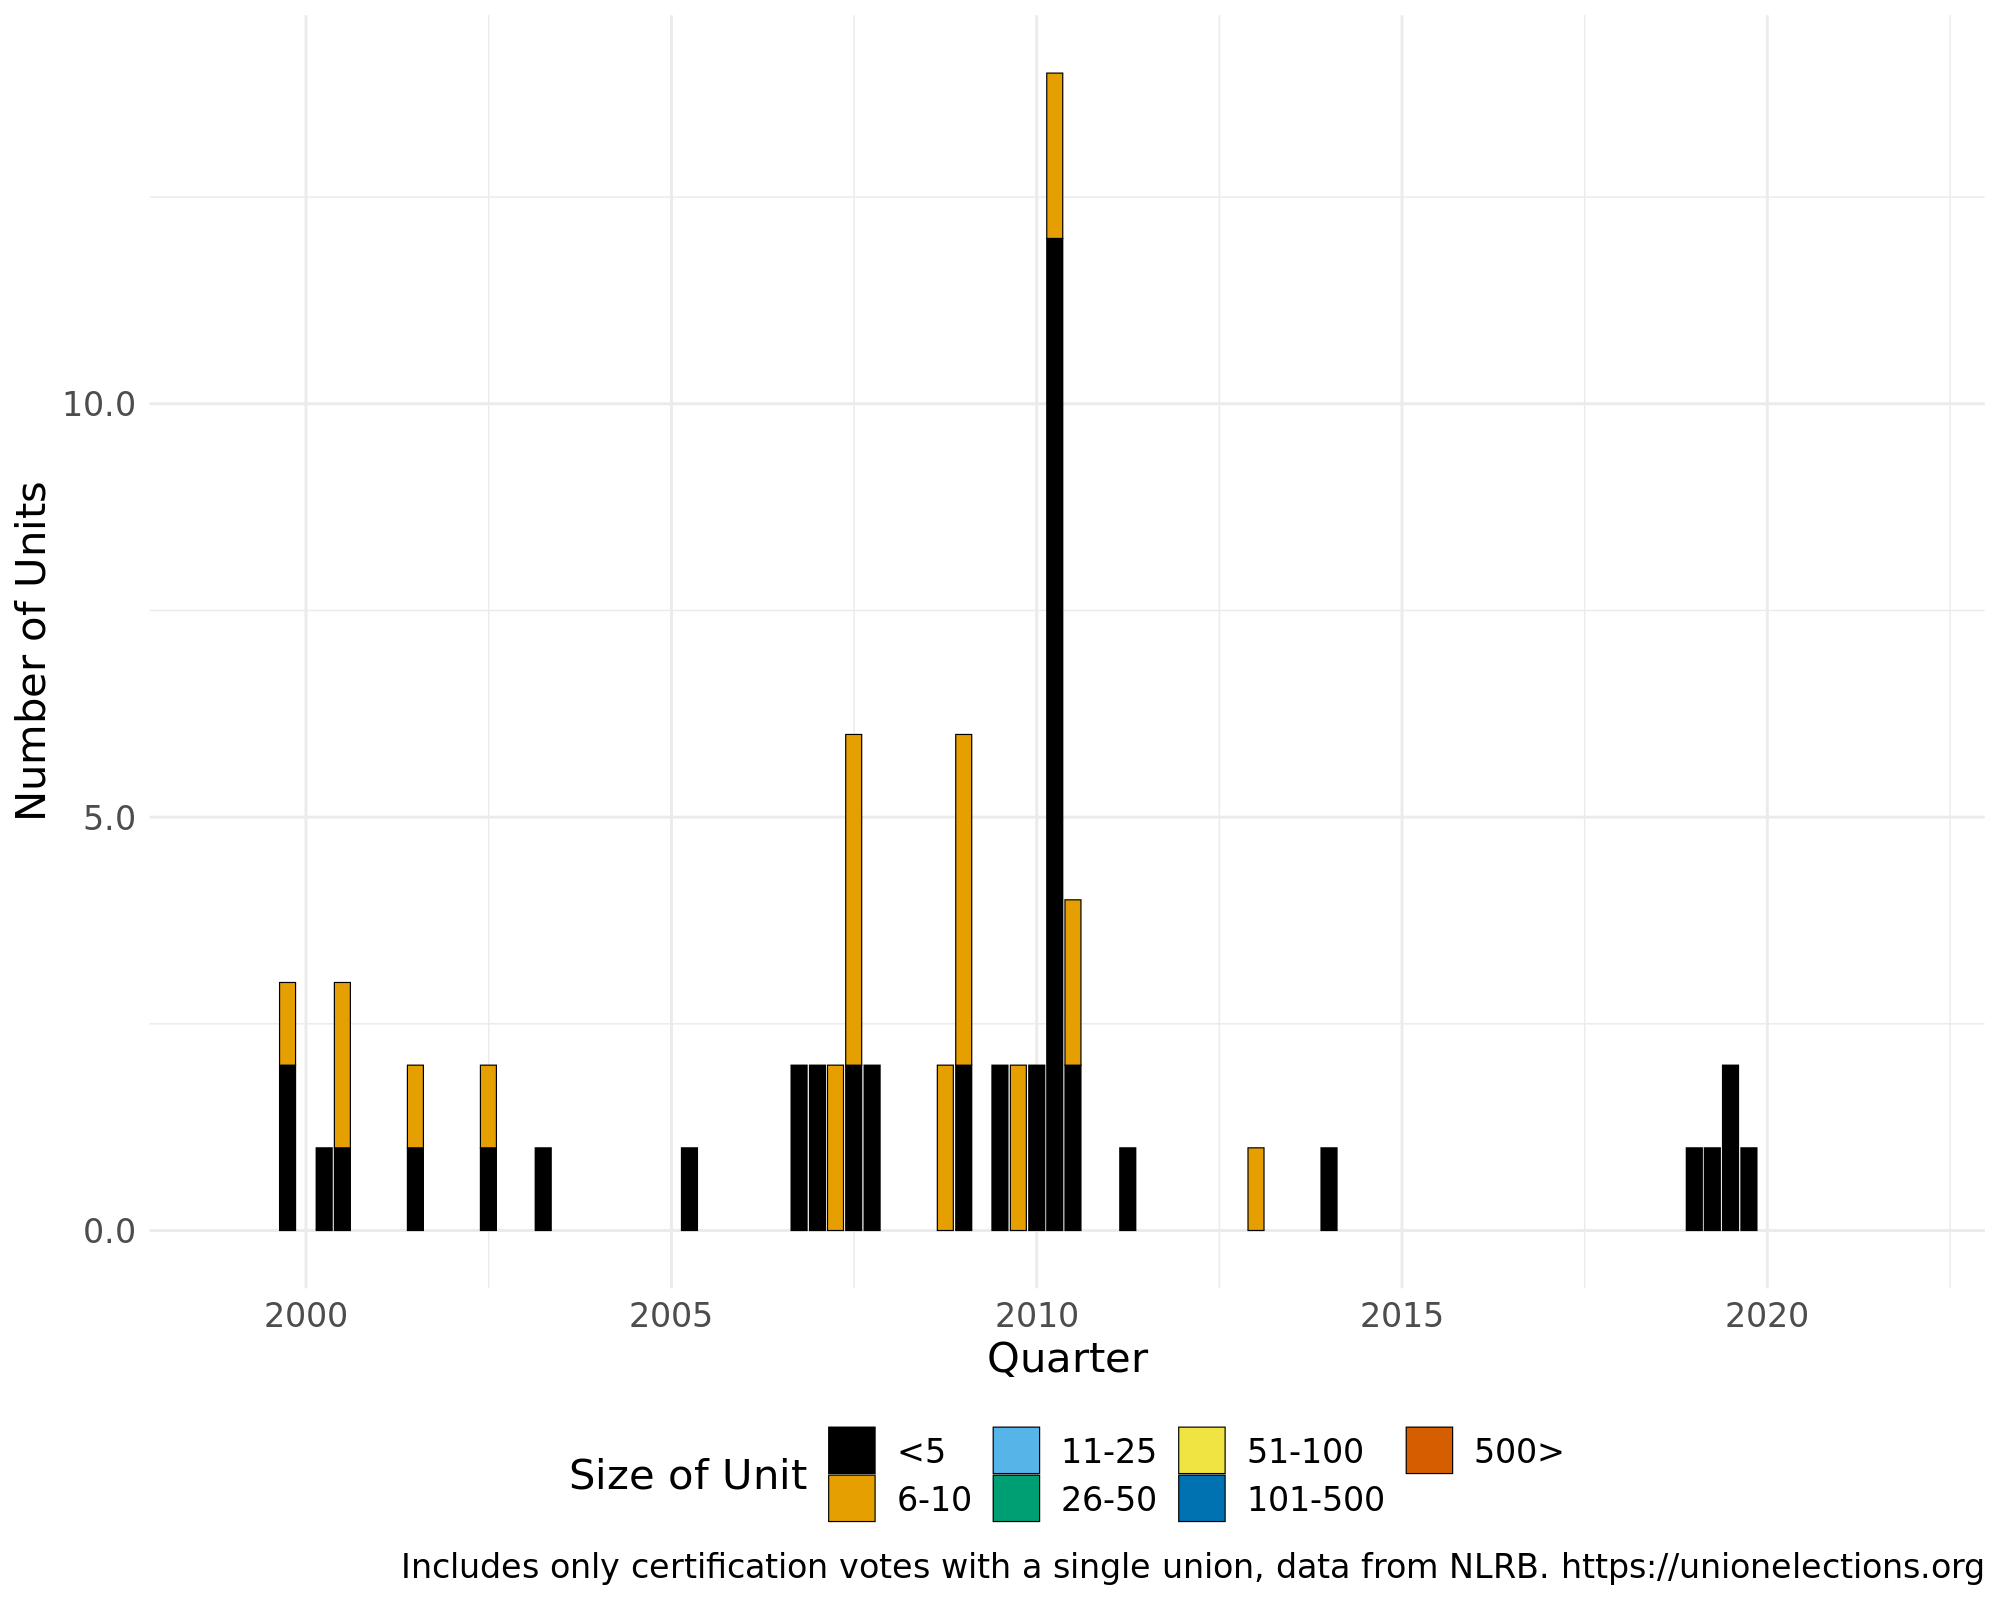 Number of Units
10.0
5.0
0.0
2000 2005 2010 2015 2020
Quarter
Size of Unit
<5 11-25 51-100 500>
6-10 26-50 101-500
Includes only certification votes with a single union, data from NLRB. https://unionelections.org